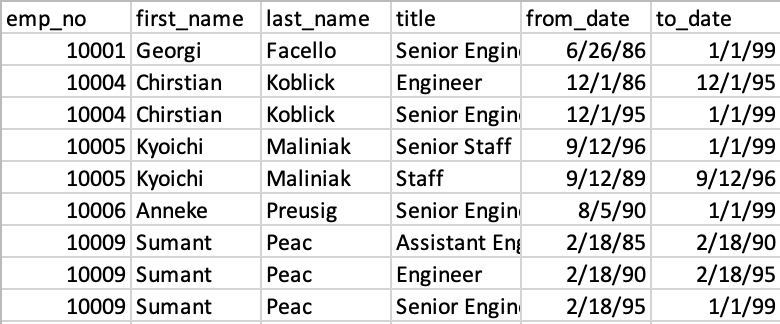 emp_no first_name last_name title from_date to_date
10001 Georgi Facello Senior Engin 6/26/86 1/1/99
10004 Chirstian Koblick Engineer 12/1/86 12/1/95
10004 Chirstian Koblick Senior Engin 12/1/95 1/1/99
10005 Kyoichi Maliniak Senior Staff 9/12/96 1/1/99
10005 Kyoichi Maliniak Staff 9/12/89 9/12/96
10006 Anneke Preusig Senior Engin 8/5/90 1/1/99
10009 Sumant Peac Assistant Eng 2/18/85 2/18/90
10009 Sumant Peac Engineer 2/18/90 2/18/95
10009 Sumant Peac Senior Engin 2/18/95 1/1/99